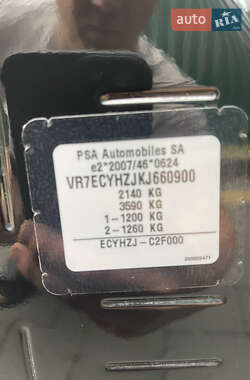 AUTO RIA
PSA Automobiles SA
e2*2007/46*0624
VR7ECYHZJKJ660900
2140 KG
3590 KG
1-1200 KG
2-1260 KG
ECYHZJ-C2F000